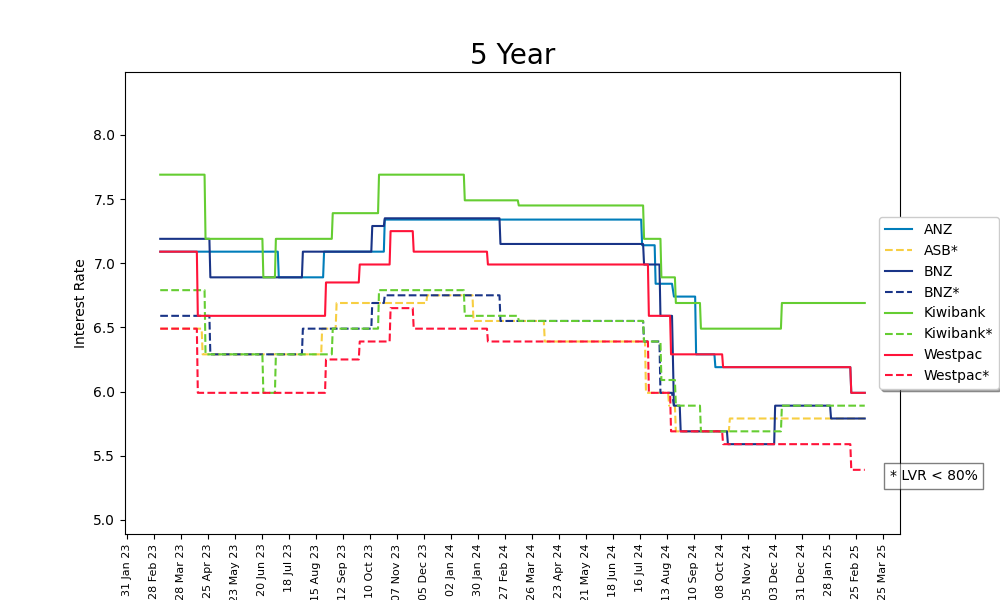 5 Year
Interest Rate
8.0
7.5
7.0
6.5
6.0
5.5
5.0
31 Jan 23
28 Feb 23
28 Mar 23
25 Apr 23
23 May 23
20 Jun 23
18 Jul 23
15 Aug 23
12 Sep 23
10 Oct 23
07 Nov 23
05 Dec 23
02 Jan 24
30 Jan 24
27 Feb 24
26 Mar 24
23 Apr 24
21 May 24
18 Jun 24
16 Jul 24
13 Aug 24
10 Sep 24
08 Oct 24
05 Nov 24
03 Dec 24
31 Dec 24
28 Jan 25
25 Feb 25
25 Mar 25
ANZ
ASB*
BNZ
BNZ*
Kiwibank
Kiwibank*
Westpac
Westpac*
* LVR < 80%